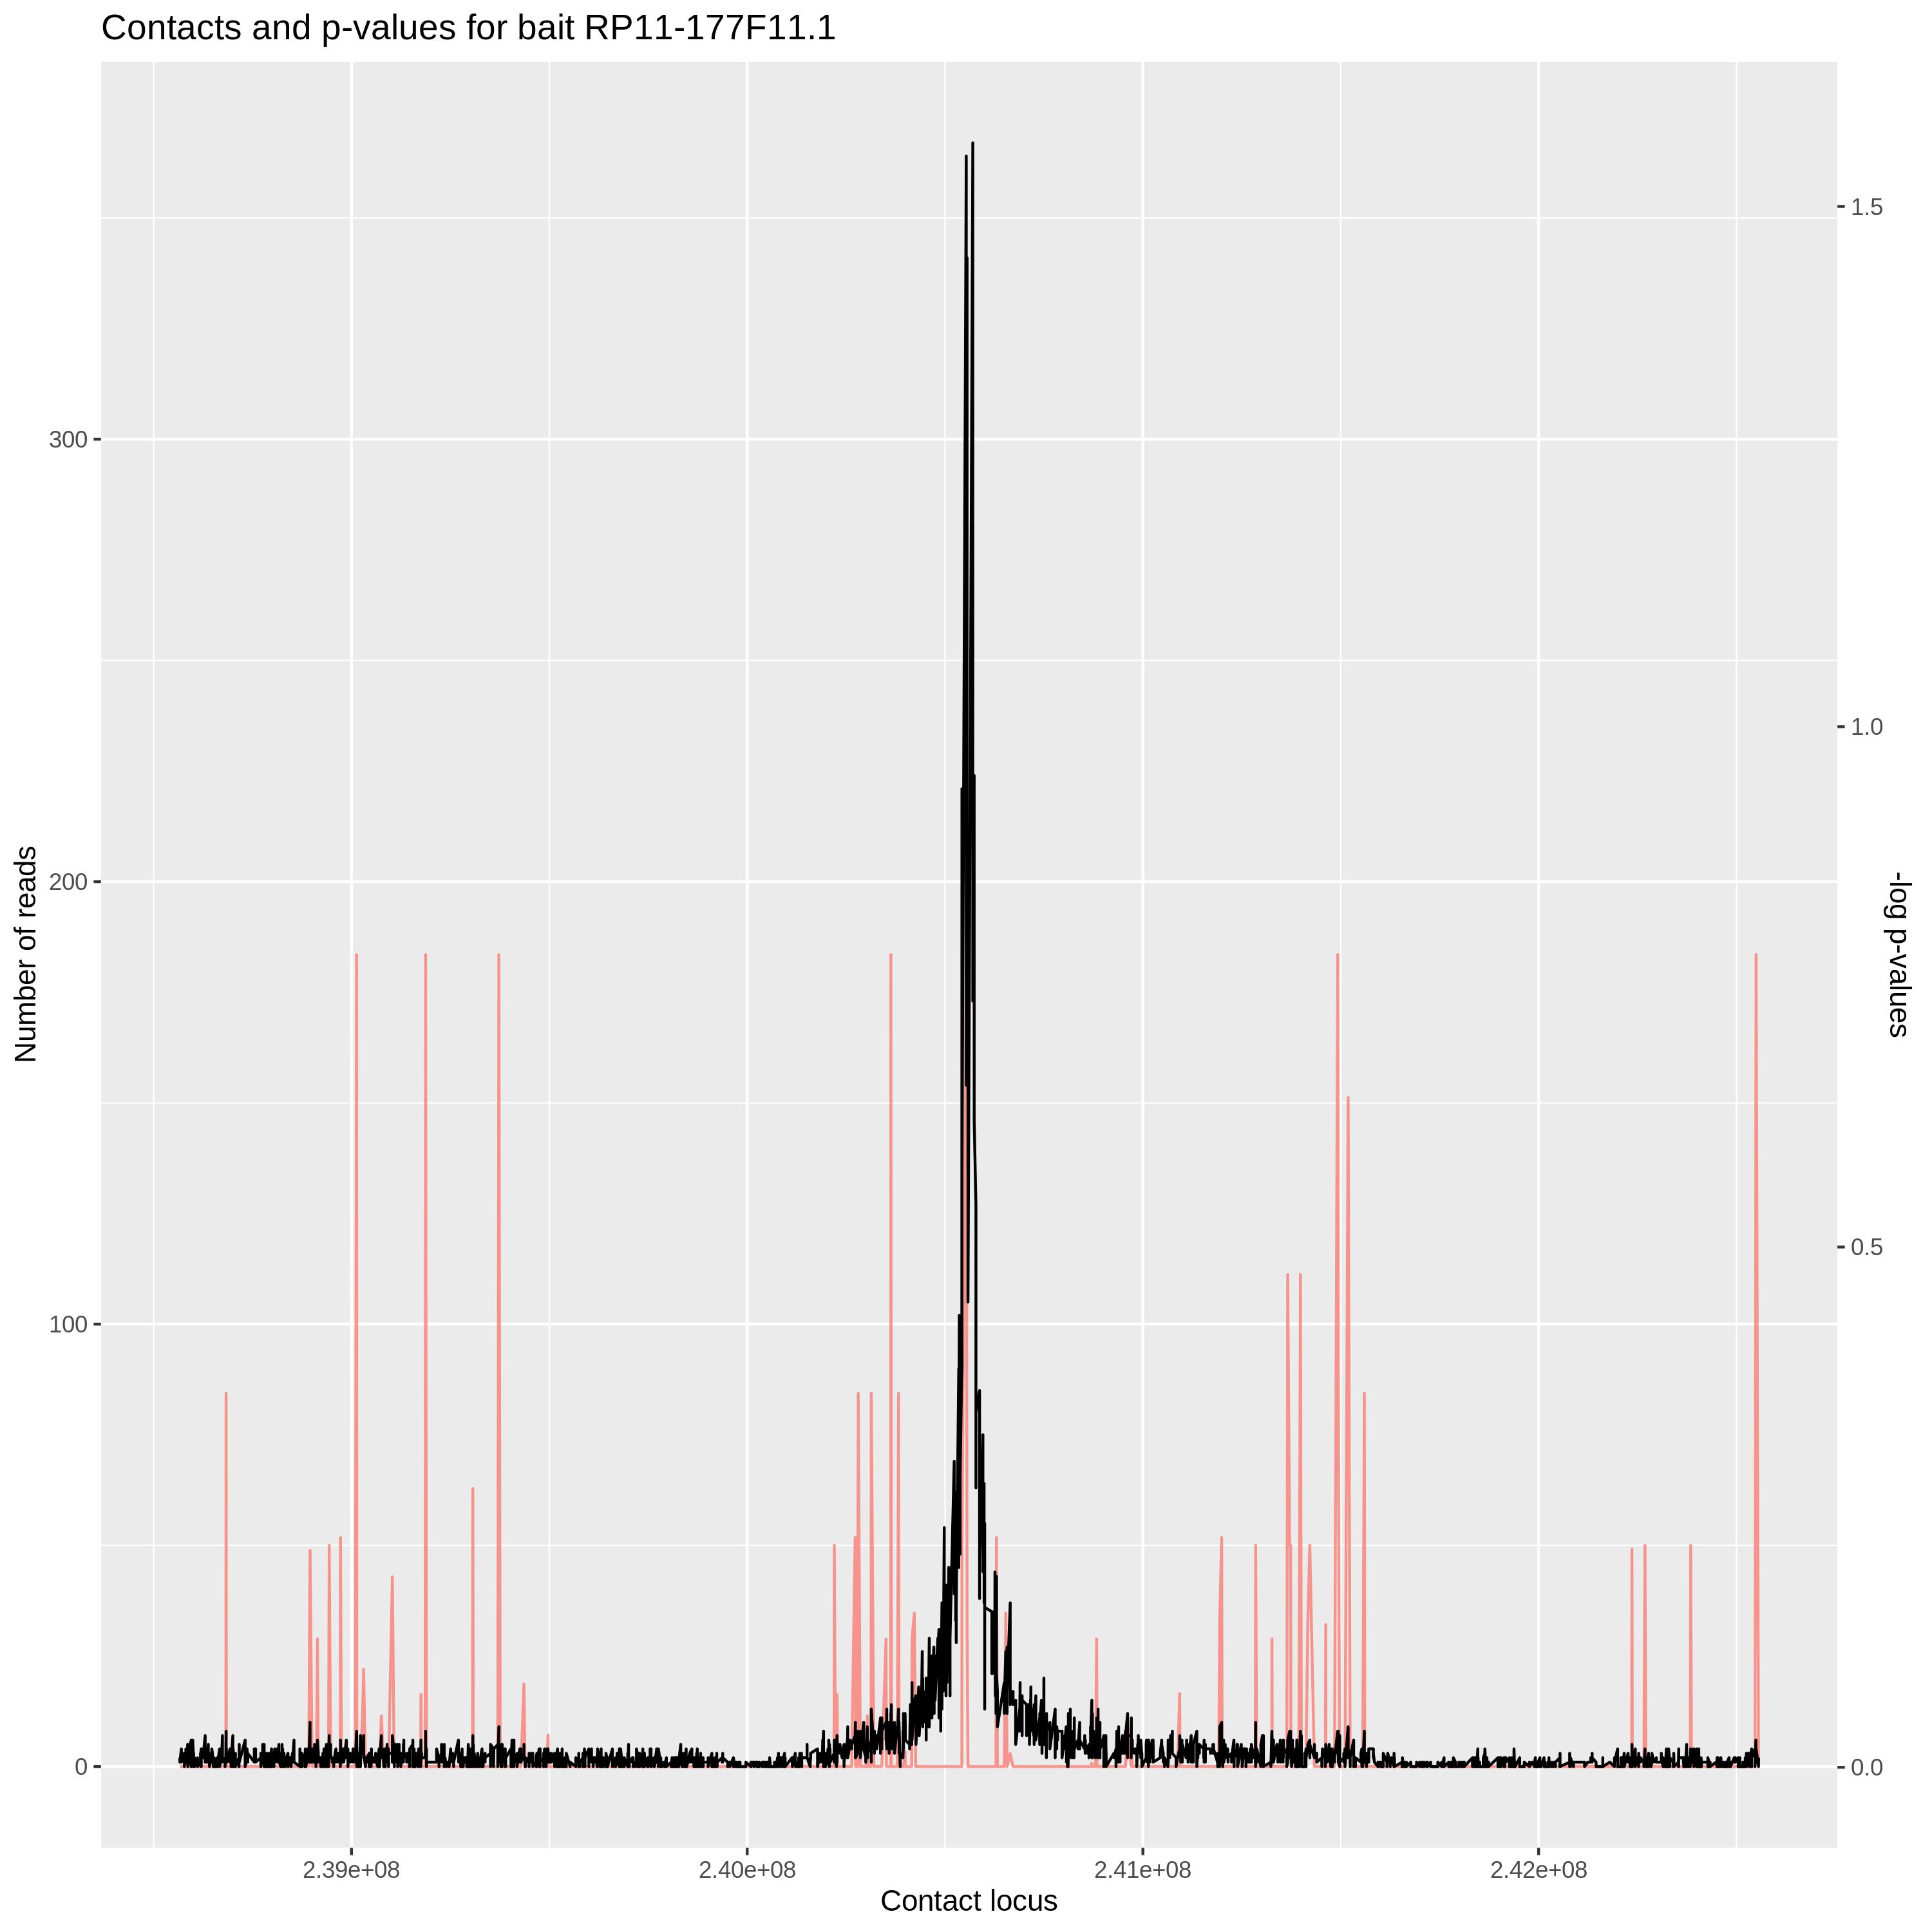 Contacts and p-values for bait RP11-177F11.1
Number of reads
300
200
100
0
1.5
1.0
0.5
0.0
-log p-values
2.39e+08
2.40e+08
2.41e+08
2.42e+08
Contact locus